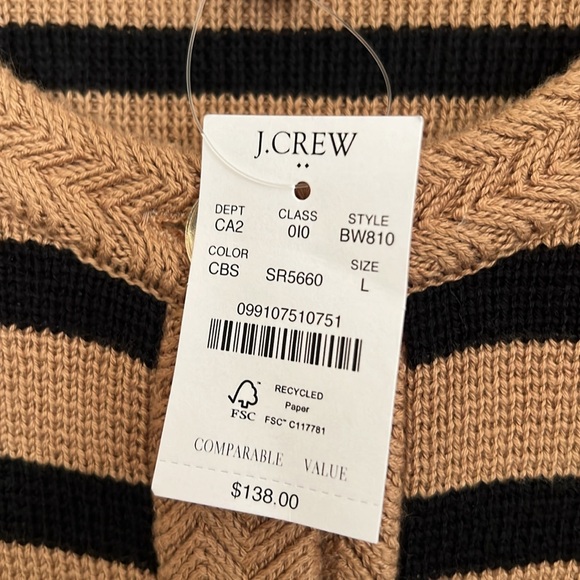 J.CREW
DEPT CLASS STYLE
CA2 0I0 BW810
COLOR SIZE
CBS SR5660 L
099107510751
FSC
RECYCLED
Paper
FSC™ C117781
COMPARABLE VALUE
$138.00